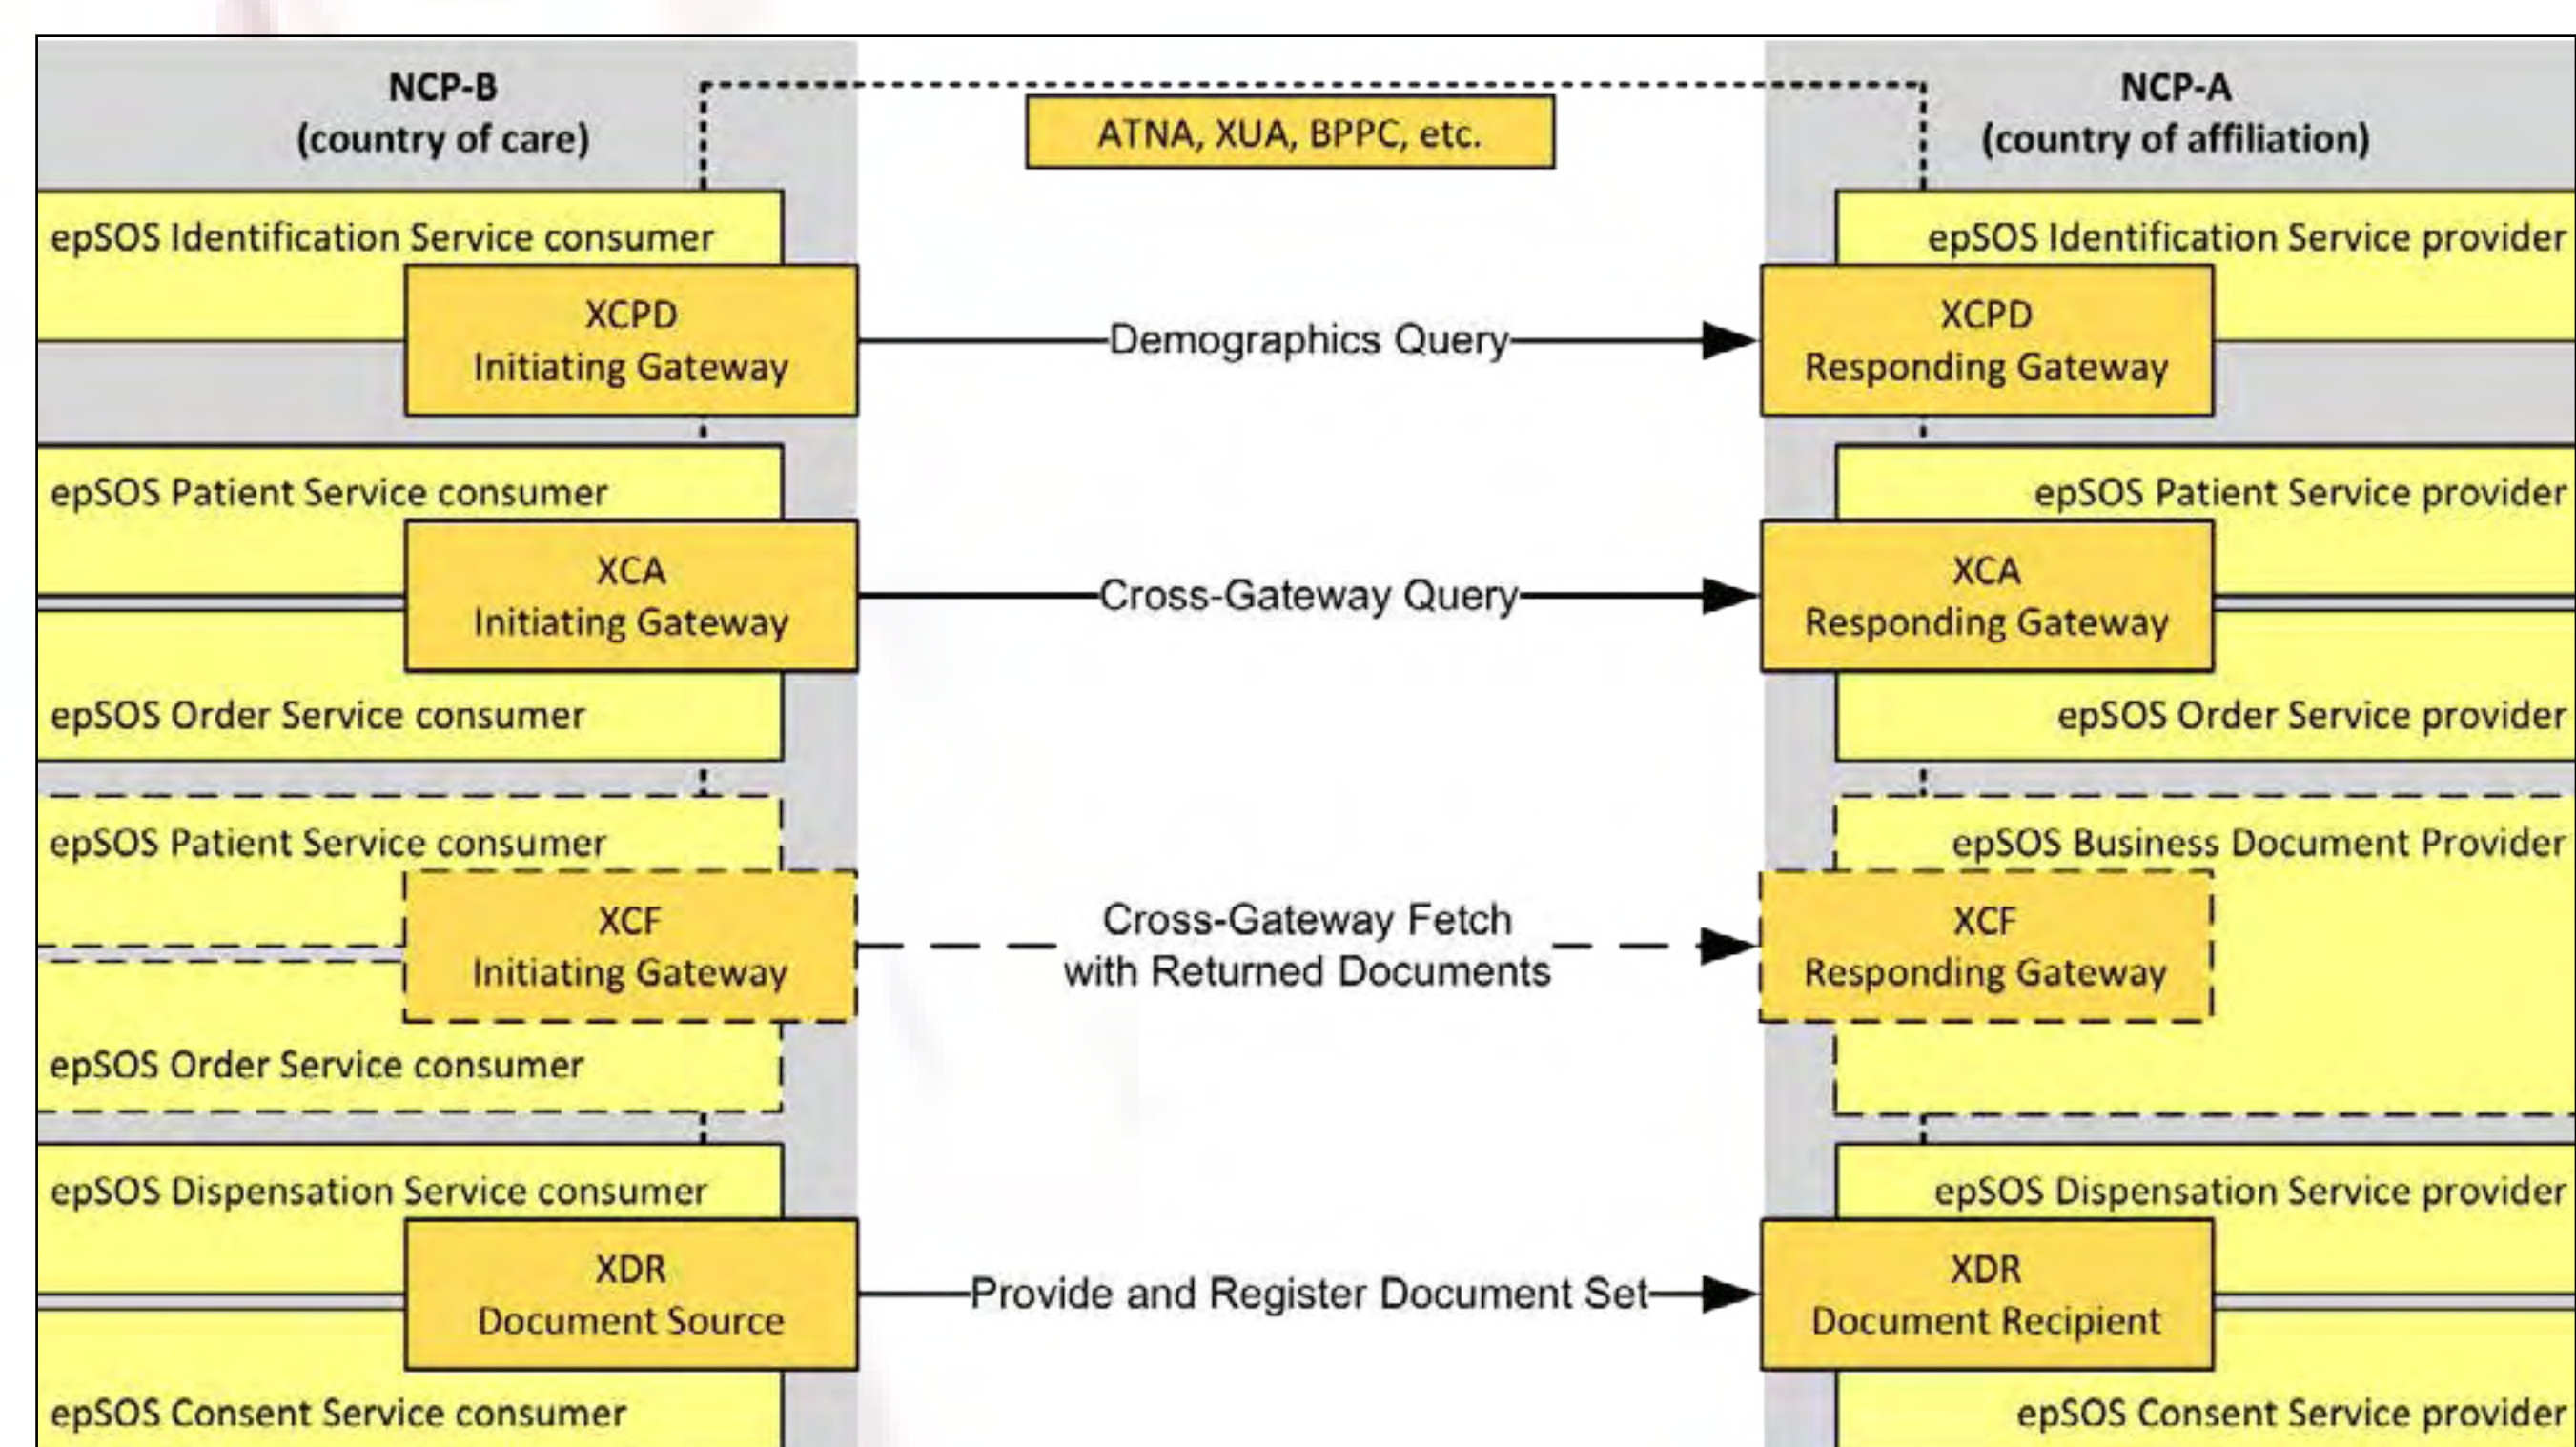 NCP-B
(country of care)
ATNA, XUA, BPPC, etc.
NCP-A
(country of affiliation)
epSOS Identification Service consumer
epSOS Identification Service provider
XCPD
Initiating Gateway
Demographics Query
XCPD
Responding Gateway
epSOS Patient Service consumer
epSOS Patient Service provider
XCA
Initiating Gateway
Cross-Gateway Query
XCA
Responding Gateway
epSOS Order Service consumer
epSOS Order Service provider
epSOS Patient Service consumer
epSOS Business Document Provider
XCF
Initiating Gateway
Cross-Gateway Fetch
with Returned Documents
XCF
Responding Gateway
epSOS Order Service consumer
epSOS Dispensation Service consumer
epSOS Dispensation Service provider
XDR
Document Source
Provide and Register Document Set
XDR
Document Recipient
epSOS Consent Service consumer
epSOS Consent Service provider